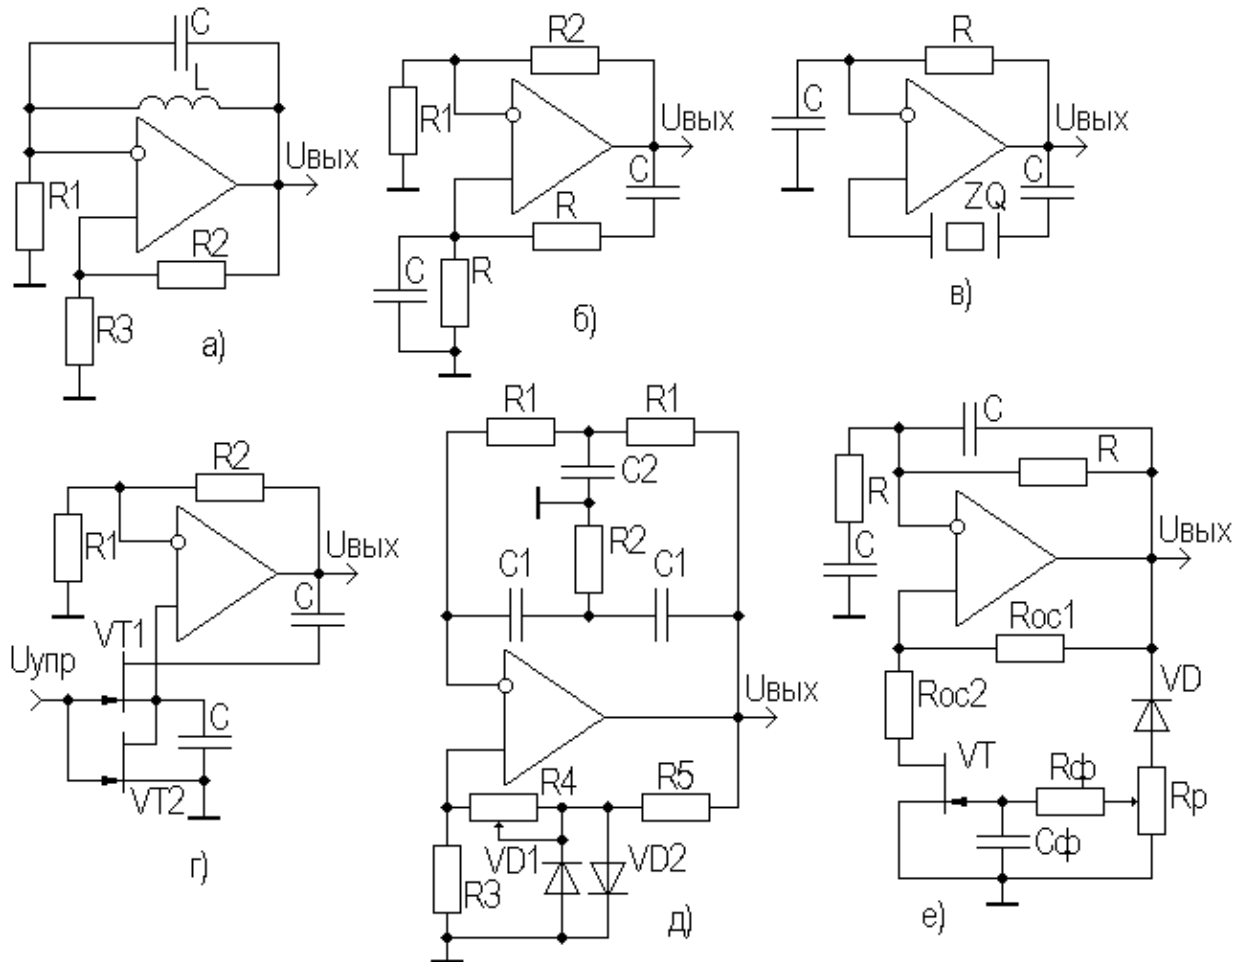 C
L
R1
Uвых
R2
R3
а)
R2
R1
Uвых
C
R
C
R
б)
R
C
Uвых
C
ZQ
в)
R2
R1
Uвых
C
VT1
Uупр
C
VT2
г)
R1
R1
C2
R2
C1
C1
Uвых
R4
R5
VD1
VD2
R3
д)
C
R
R
C
Uвых
Rос1
Rос2
VD
VT
Rф
Rр
Cф
е)